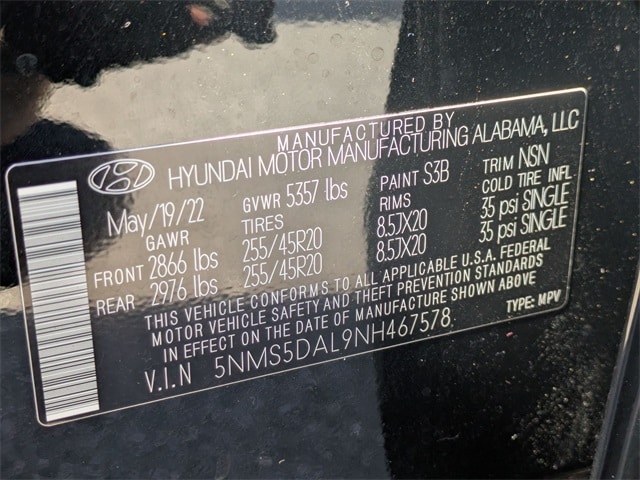 MANUFACTURED BY
HYUNDAI MOTOR MANUFACTURING ALABAMA, LLC
May/19/22 GVWR 5357 lbs PAINT S3B TRIM NSN
GAWR TIRES RIMS COLD TIRE INFL
FRONT 2866 lbs 255/45R20 8.5JX20 35 psi SINGLE
REAR 2976 lbs 255/45R20 8.5JX20 35 psi SINGLE
THIS VEHICLE CONFORMS TO ALL APPLICABLE U.S.A. FEDERAL
MOTOR VEHICLE SAFETY AND THEFT PREVENTION STANDARDS
IN EFFECT ON THE DATE OF MANUFACTURE SHOWN ABOVE
V.I.N 5NMS5DAL9NH467578 TYPE: MPV